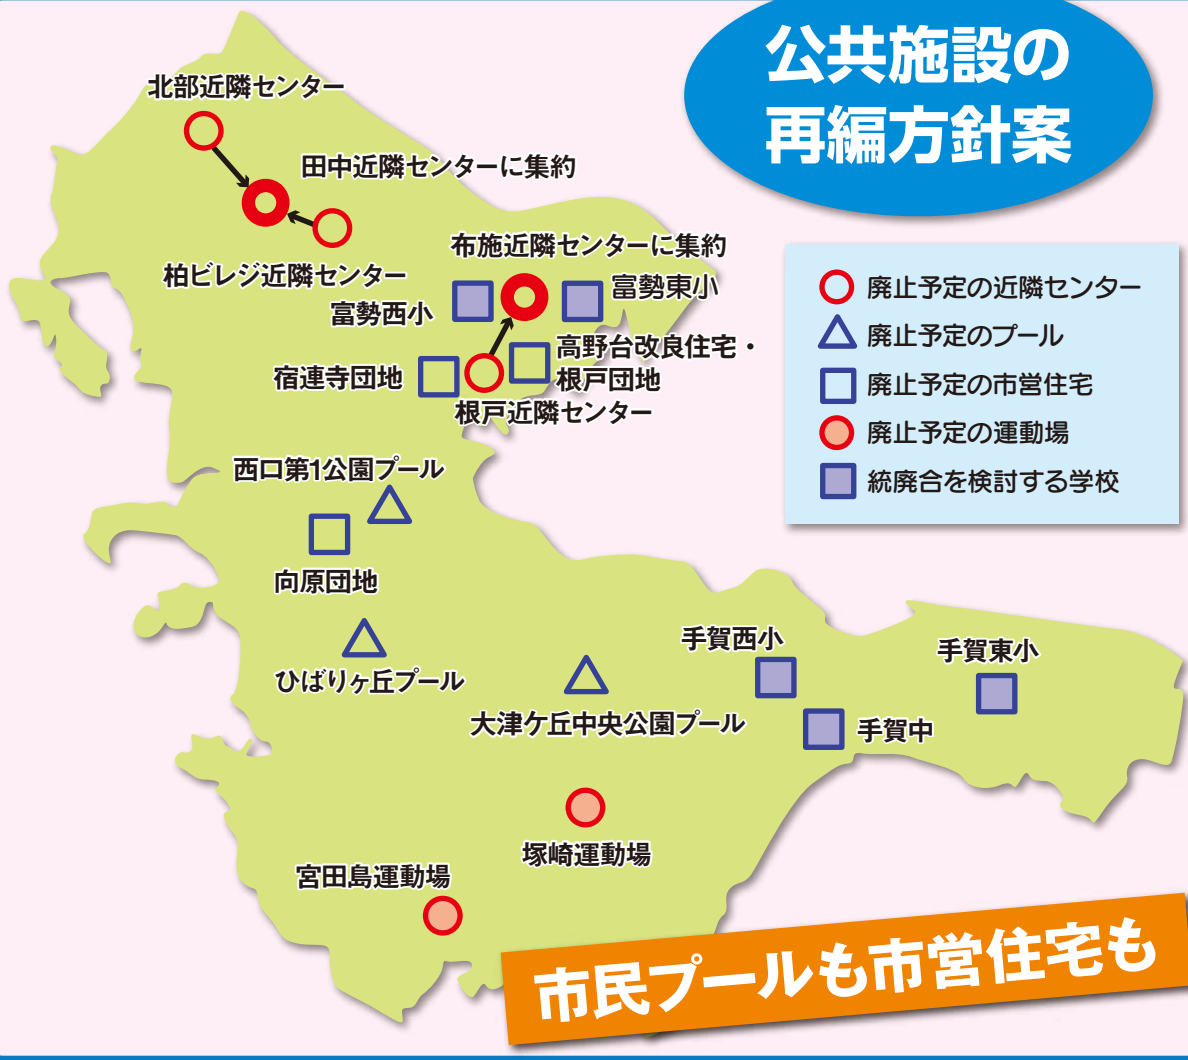 公共施設の
再編方針案
北部近隣センター
田中近隣センターに集約
柏ビレジ近隣センター
布施近隣センターに集約
富勢西小
富勢東小
高野台改良住宅・
根戸団地
宿連寺団地
根戸近隣センター
廃止予定の近隣センター
廃止予定のプール
廃止予定の市営住宅
廃止予定の運動場
統廃合を検討する学校
西口第1公園プール
向原団地
ひばりヶ丘プール
大津ケ丘中央公園プール
手賀西小
手賀東小
手賀中
塚崎運動場
宮田島運動場
市民プールも市営住宅も